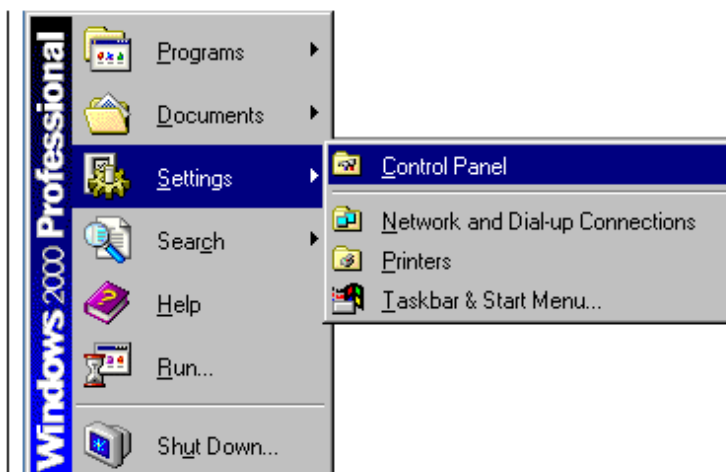 Windows 2000 Professional
Programs
Documents
Settings
Search
Help
Run...
Shut Down...
Control Panel
Network and Dial-up Connections
Printers
Taskbar & Start Menu...